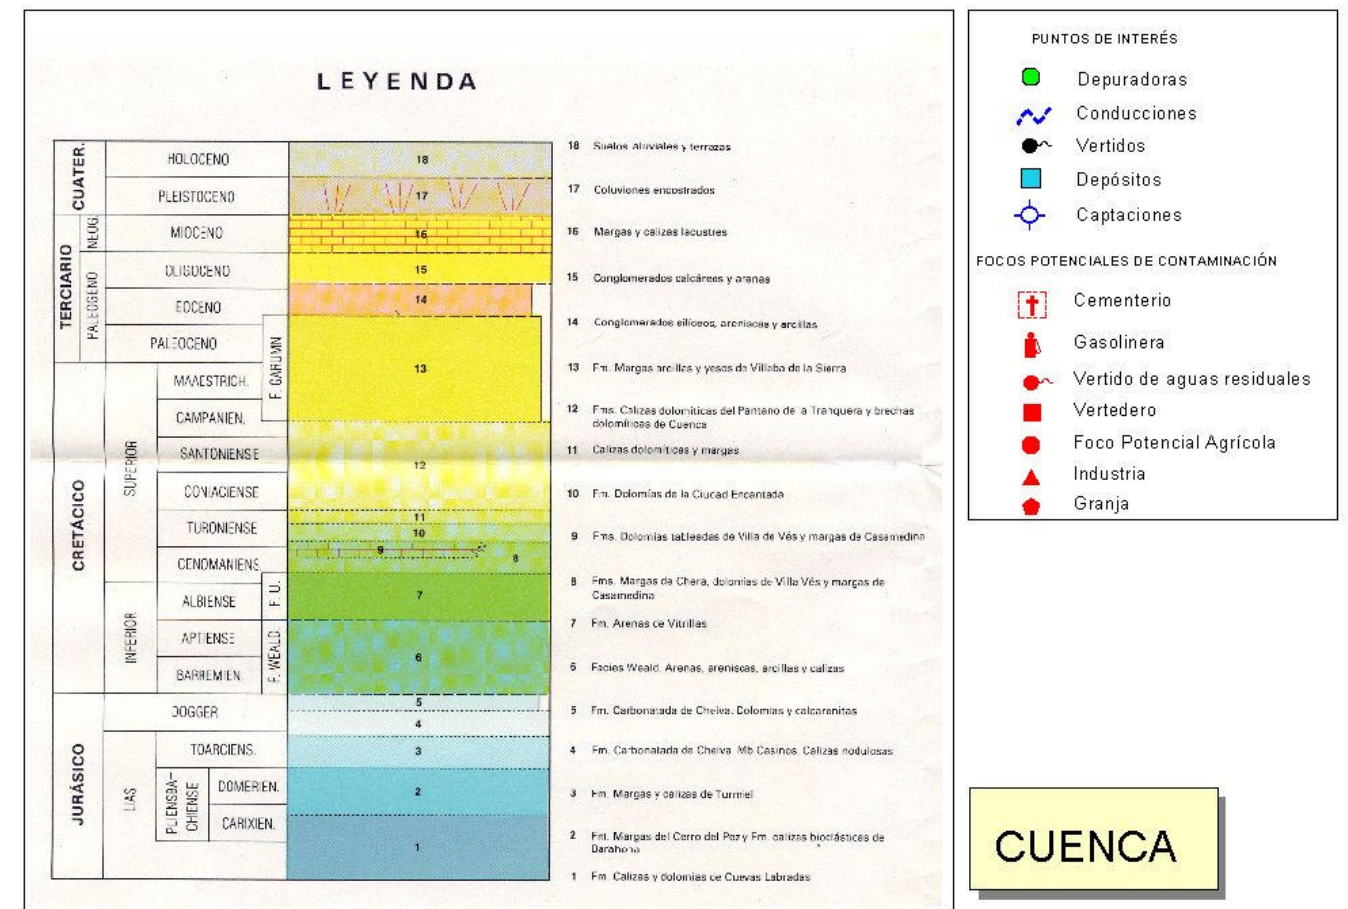 LEYENDA
CUATER.
HOLOCENO
18
PLEISTOCENO
17
TERCIARIO
NEOG.
MIOCENO
16
PALEOGENO
OLIGOCENO
15
EOCENO
14
PALEOCENO
F. GARUMN
13
CRETÁCICO
SUPERIOR
MAAESTRICH.
CAMPANIEN.
SANTONIENSE
12
CONIACIENSE
11
TURONIENSE
10
9
8
CENOMANIENS.
INFERIOR
ALBIENSE
F. U.
7
APTIENSE
F. WEALD.
6
BARREMIEN.
JURÁSICO
DOGGER
5
4
LIAS
TOARCIENS.
3
PLIENSBA-
CHIENSE
DOMERIEN.
2
CARIXIEN.
1
18 Suelos aluviales y terrazas
17 Coluviones encostrados
16 Margas y calizas lacustres
15 Conglomerados calcáreos y arenas
14 Conglomerados silíceos, areniscas y arcillas
13 Fm. Margas arcillas y yesos de Villaba de la Sierra
12 Fms. Calizas dolomíticas del Pantano de la Tranquera y brechas
dolomíticas de Cuenca
11 Calizas dolomíticas y margas
10 Fm. Dolomías de la Ciudad Encantada
9 Fms. Dolomías tableadas de Villa de Vés y margas de Casamedina
8 Fms. Margas de Chera, dolomías de Villa Vés y margas de
Casamedina
7 Fm. Arenas de Utrillas
6 Facies Weald. Arenas, areniscas, arcillas y calizas
5 Fm. Carbonatada de Chelva. Dolomías y calcarenitas
4 Fm. Carbonatada de Chelva. Mb Casinos. Calizas nodulosas
3 Fm. Margas y calizas de Turmiel
2 Fm. Margas del Cerro del Pez y Fm. calizas bioclásticas de
Barahona
1 Fm. Calizas y dolomías de Cuevas Labradas
PUNTOS DE INTERÉS
Depuradoras
Conducciones
Vertidos
Depósitos
Captaciones
FOCOS POTENCIALES DE CONTAMINACIÓN
Cementerio
Gasolinera
Vertido de aguas residuales
Vertedero
Foco Potencial Agrícola
Industria
Granja
CUENCA